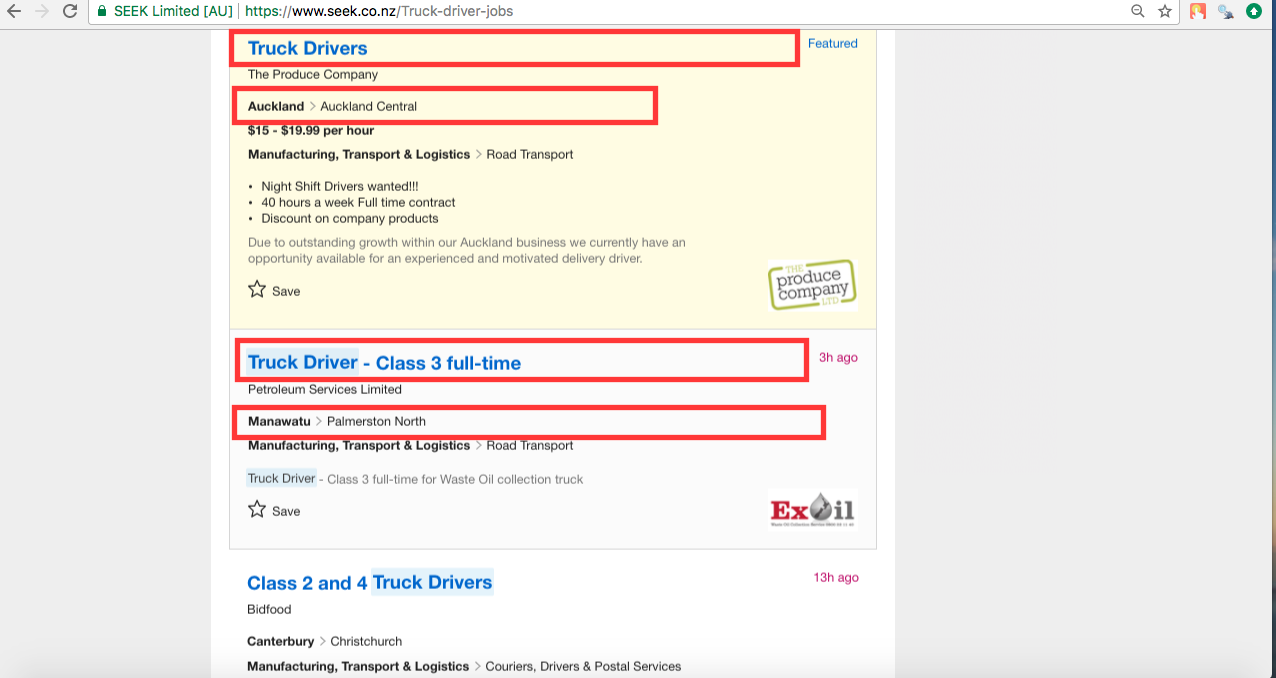 SEEK Limited [AU] | https://www.seek.co.nz/Truck-driver-jobs
Truck Drivers
Featured
The Produce Company
Auckland > Auckland Central
$15 - $19.99 per hour
Manufacturing, Transport & Logistics > Road Transport
• Night Shift Drivers wanted!!!
• 40 hours a week Full time contract
• Discount on company products
Due to outstanding growth within our Auckland business we currently have an
opportunity available for an experienced and motivated delivery driver.
Save
THE
produce
company
LTD
Truck Driver - Class 3 full-time
3h ago
Petroleum Services Limited
Manawatu > Palmerston North
Manufacturing, Transport & Logistics > Road Transport
Truck Driver - Class 3 full-time for Waste Oil collection truck
Save
ExOil
Class 2 and 4 Truck Drivers
13h ago
Bidfood
Canterbury > Christchurch
Manufacturing, Transport & Logistics > Couriers, Drivers & Postal Services